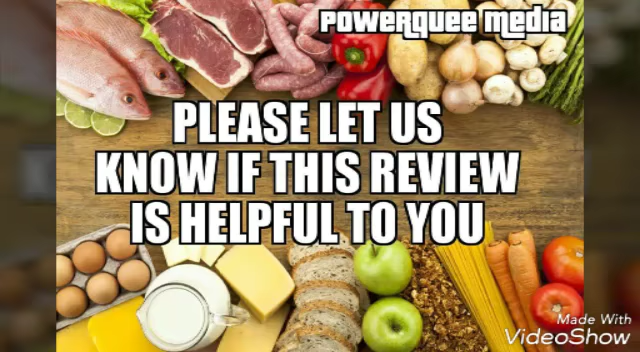 POWERQUEE MEDIA
PLEASE LET US
KNOW IF THIS REVIEW
IS HELPFUL TO YOU
Made With
VideoShow